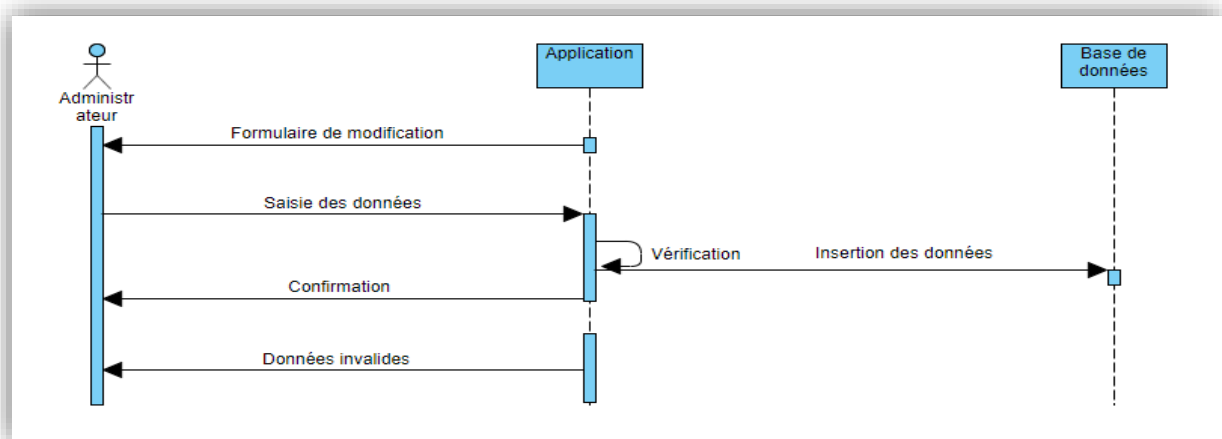 Application
Base de
données
Administr
ateur
Formulaire de modification
Saisie des données
Vérification
Insertion des données
Confirmation
Données invalides